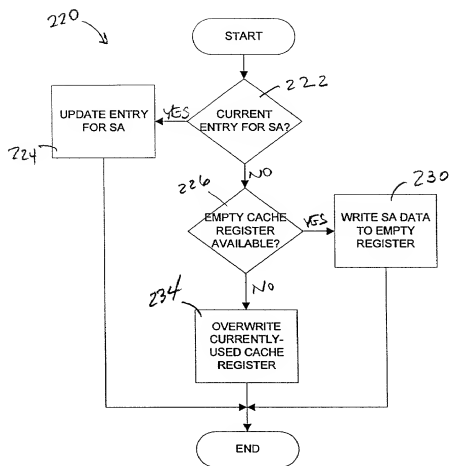 220
START
222
CURRENT
ENTRY FOR SA?
YES
UPDATE ENTRY
FOR SA
224
NO
226
EMPTY CACHE
REGISTER
AVAILABLE?
YES
230
WRITE SA DATA
TO EMPTY
REGISTER
NO
234
OVERWRITE
CURRENTLY-
USED CACHE
REGISTER
END